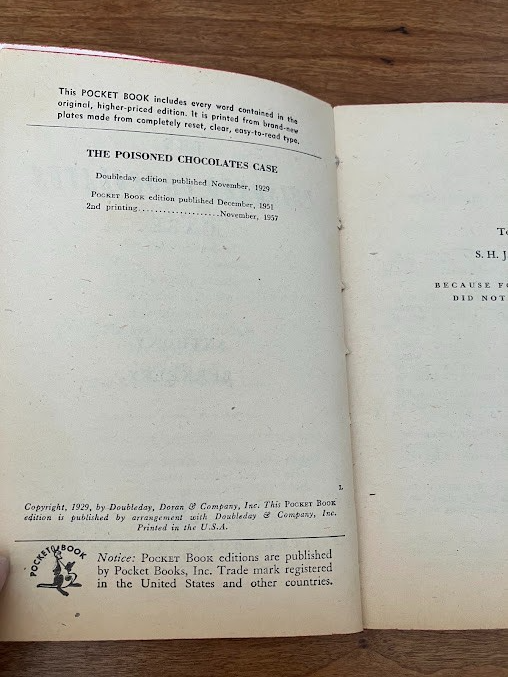 This POCKET BOOK includes every word contained in the
original, higher-priced edition. It is printed from brand-new
plates made from completely reset, clear, easy-to-read type.
THE POISONED CHOCOLATES CASE
Doubleday edition published November, 1929
POCKET BOOK edition published December, 1951
2nd printing....................November, 1957
L
Copyright, 1929, by Doubleday, Doran & Company, Inc. This POCKET BOOK
edition is published by arrangement with Doubleday & Company, Inc.
Printed in the U.S.A.
POCKET BOOK
Notice: POCKET BOOK editions are published
by Pocket Books, Inc. Trade mark registered
in the United States and other countries.
To
S. H. J
BECAUSE FO
DID NOT